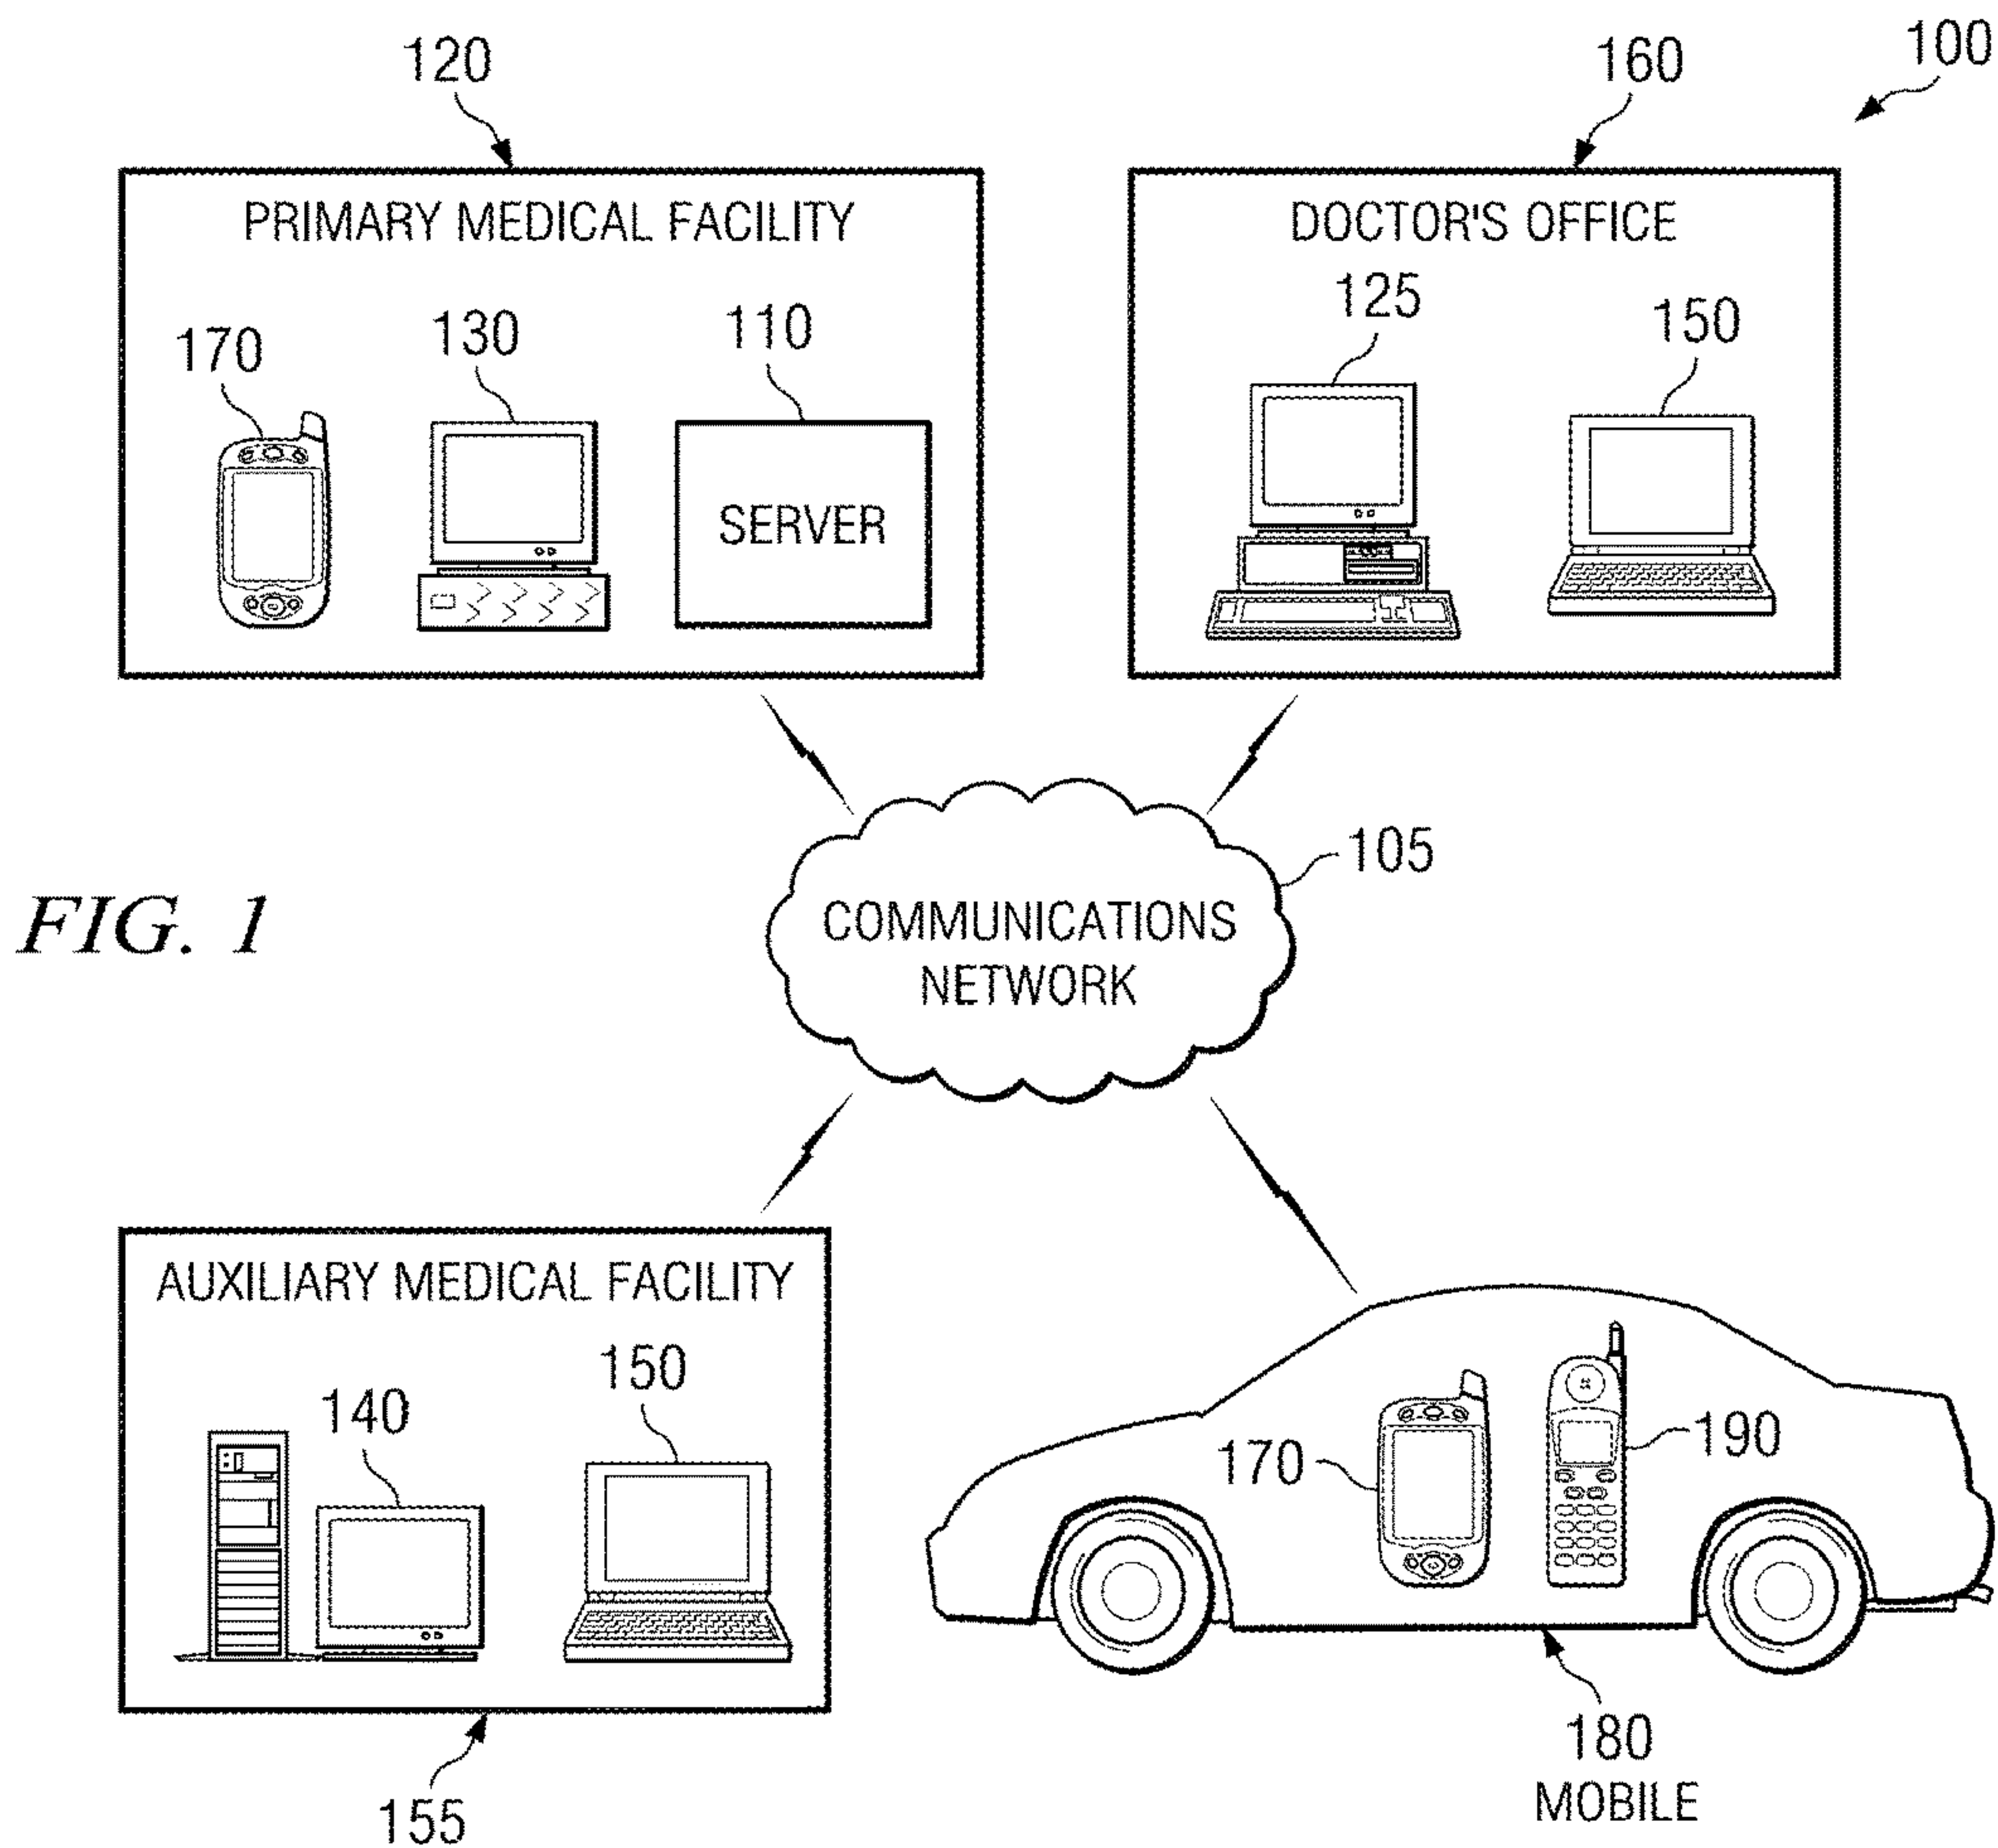 120
160
100
PRIMARY MEDICAL FACILITY
170
130
110
SERVER
DOCTOR'S OFFICE
125
150
105
COMMUNICATIONS
NETWORK
FIG. 1
AUXILIARY MEDICAL FACILITY
140
150
155
170
190
180
MOBILE